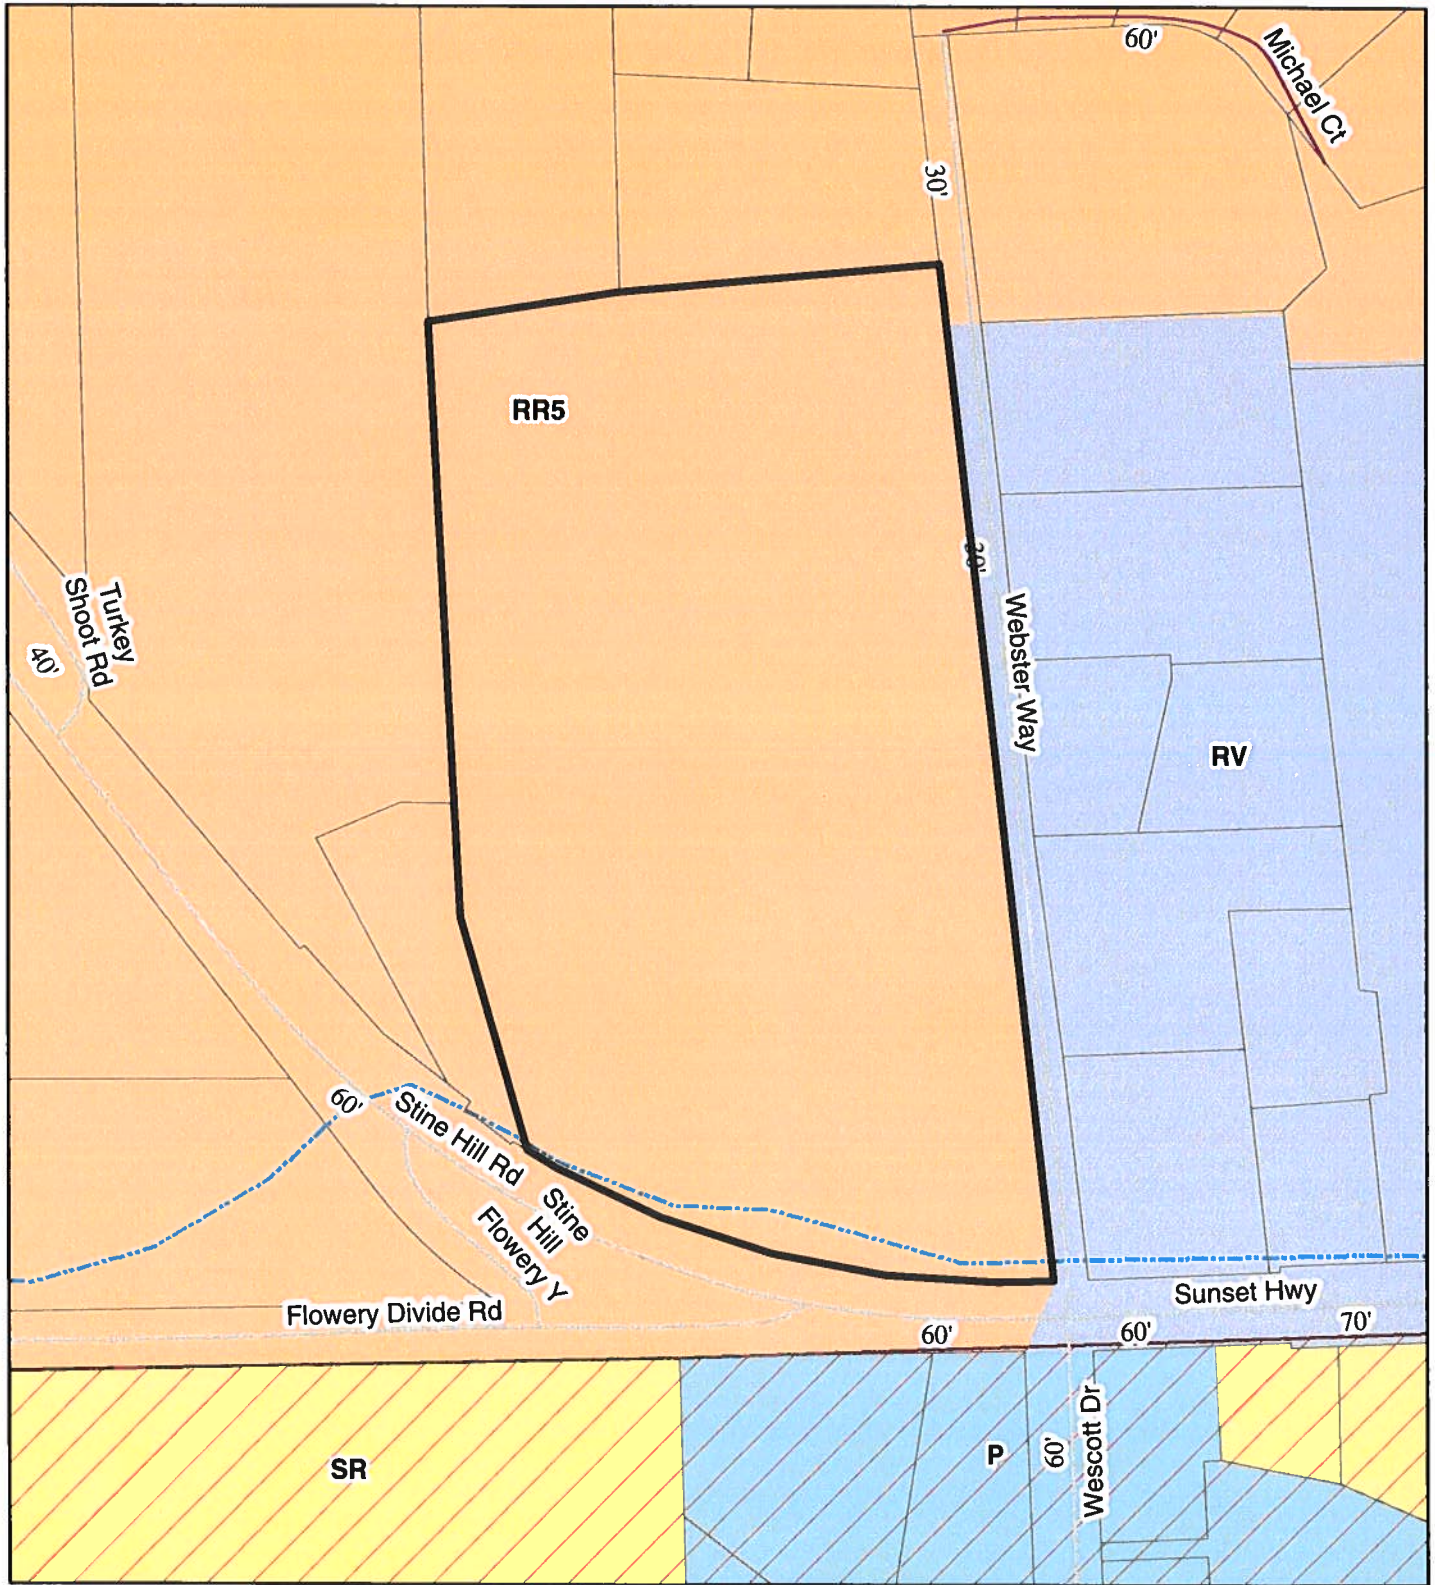 60'
Michael Ct
30'
RR5
30'
Turkey
Shoot Rd
40'
Webster Way
RV
60'
Stine Hill Rd
Stine
Hill
Flowery Y
Flowery Divide Rd
Sunset Hwy
60'
60'
70'
SR
P
60'
Wescott Dr